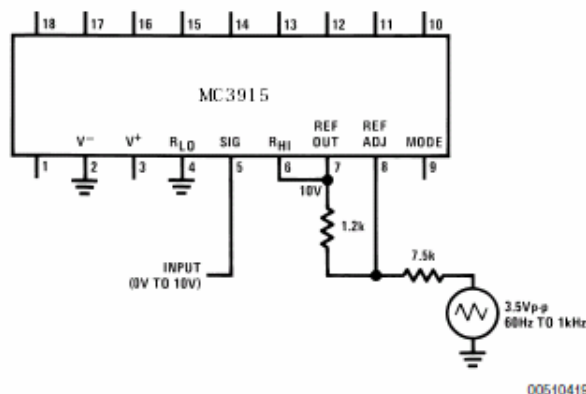 18 17 16 15 14 13 12 11 10
MC3915
V− V+ RLO SIG RHI REF OUT REF ADJ MODE
1 2 3 4 5 6 7 8 9
10V
1.2k
7.5k
INPUT
(0V TO 10V)
3.5Vp-p
60Hz TO 1kHz
00510419